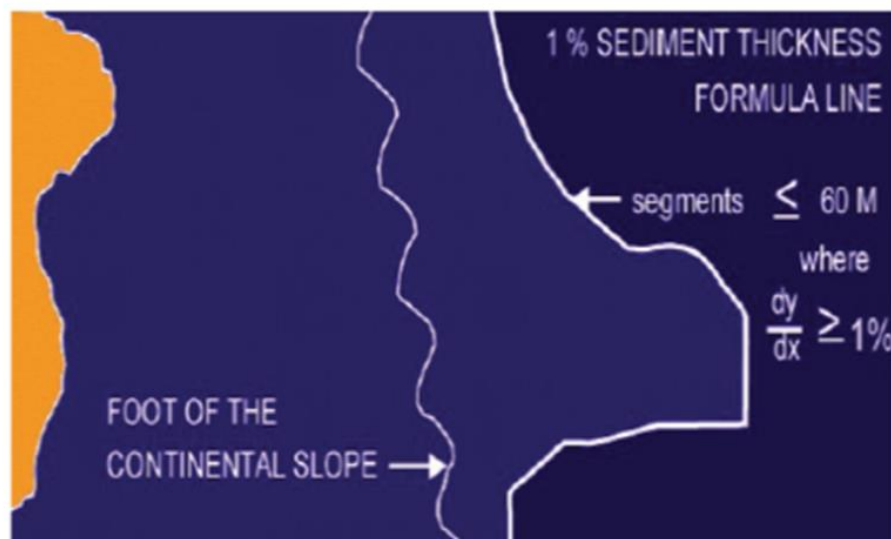 1 % SEDIMENT THICKNESS
FORMULA LINE
segments ≤ 60 M
where
dy
dx
≥ 1%
FOOT OF THE
CONTINENTAL SLOPE